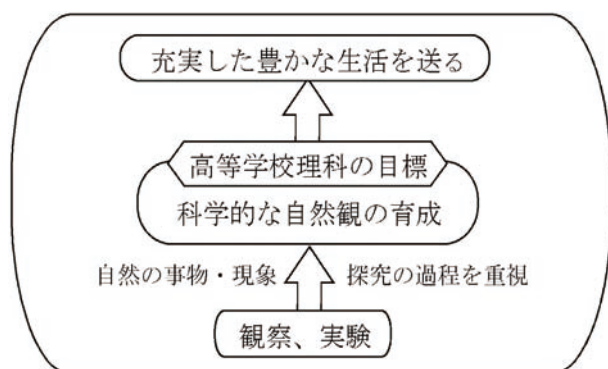 充実した豊かな生活を送る
高等学校理科の目標
科学的な自然観の育成
自然の事物・現象 探究の過程を重視
観察、実験